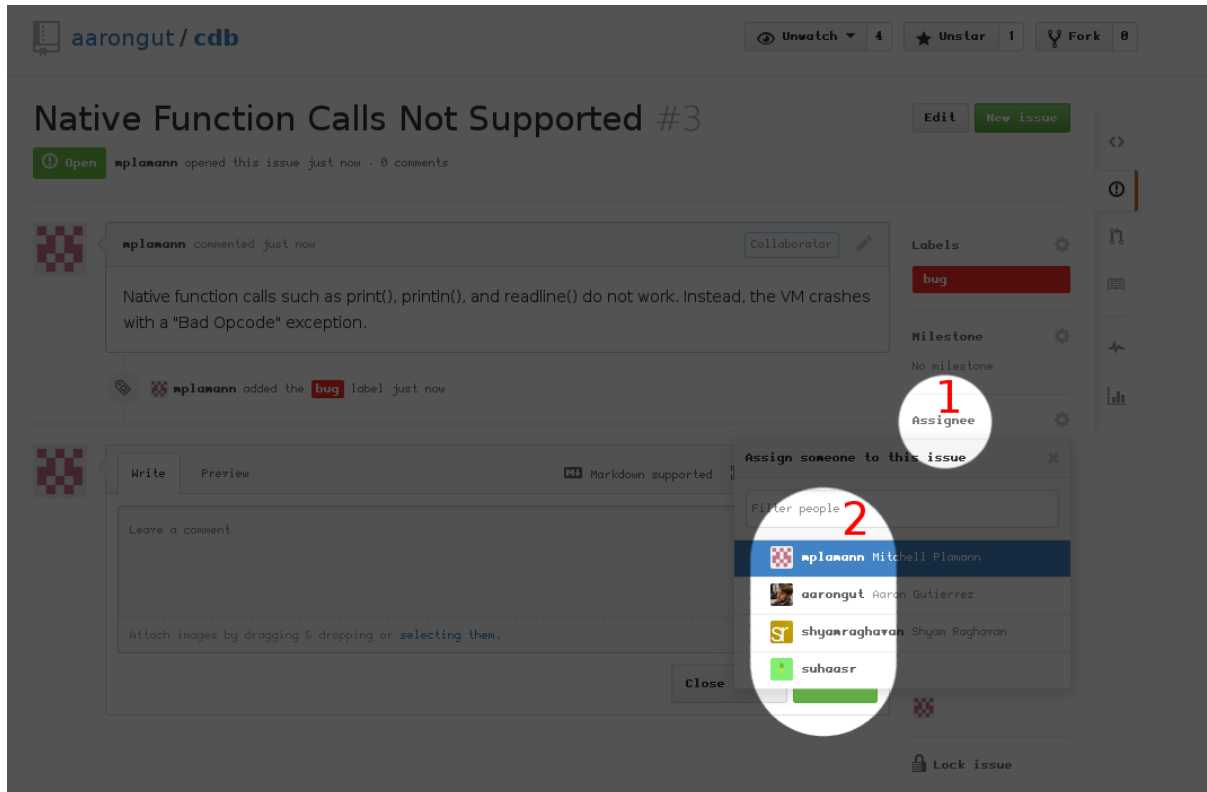 aarongut / cdb
Unwatch 4
Unstar 1
Fork 0
Native Function Calls Not Supported #3
Edit
New issue
Open
mplamann opened this issue just now · 0 comments
mplamann commented just now
Collaborator
Native function calls such as print(), println(), and readline() do not work. Instead, the VM crashes
with a "Bad Opcode" exception.
mplamann added the bug label just now
Labels
bug
Milestone
No milestone
1
Assignee
Assign someone to this issue
Filter people
2
mplamann Mitchell Plamann
aarongut Aaron Gutierrez
shyamraghavan Shyam Raghavan
sr
suhaasr
Write
Preview
Markdown supported
Leave a comment
Attach images by dragging & dropping or selecting them.
Close
Lock issue